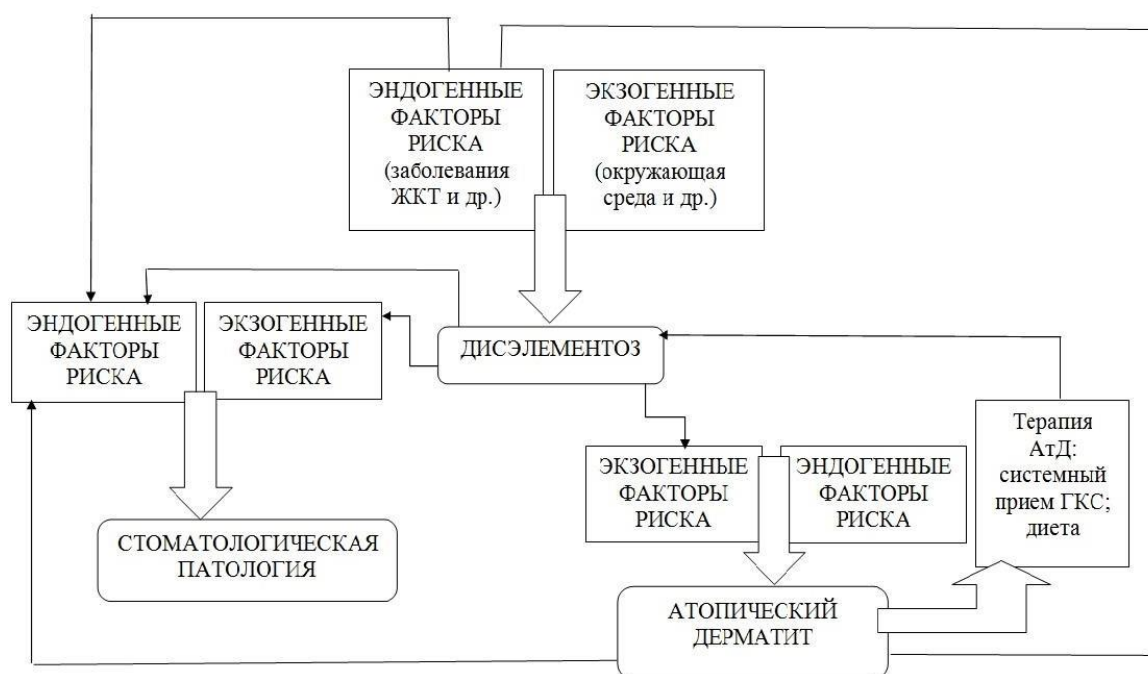 ЭНДОГЕННЫЕ
ФАКТОРЫ
РИСКА
(заболевания
ЖКТ и др.)
ЭКЗОГЕННЫЕ
ФАКТОРЫ
РИСКА
(окружающая
среда и др.)
ЭНДОГЕННЫЕ
ФАКТОРЫ
РИСКА
ЭКЗОГЕННЫЕ
ФАКТОРЫ
РИСКА
ДИСЭЛЕМЕНТОЗ
СТОМАТОЛОГИЧЕСКАЯ
ПАТОЛОГИЯ
ЭКЗОГЕННЫЕ
ФАКТОРЫ
РИСКА
ЭНДОГЕННЫЕ
ФАКТОРЫ
РИСКА
Терапия
АтД:
системный
прием ГКС;
диета
АТОПИЧЕСКИЙ
ДЕРМАТИТ